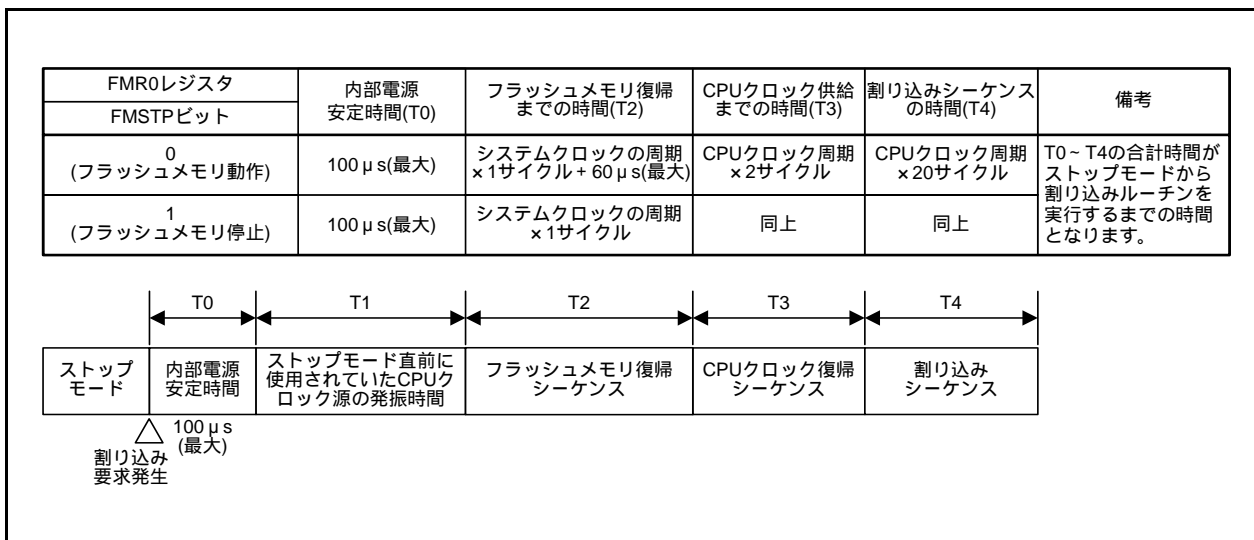 FMR0レジスタ
FMSTPビット
内部電源
安定時間(T0)
フラッシュメモリ復帰
までの時間(T2)
CPUクロック供給
までの時間(T3)
割り込みシーケンス
の時間(T4)
備考
0
(フラッシュメモリ動作)
100μs(最大)
システムクロックの周期
×1サイクル+60μs(最大)
CPUクロック周期
×2サイクル
CPUクロック周期
×20サイクル
T0~T4の合計時間が
ストップモードから
割り込みルーチンを
実行するまでの時間
となります。
1
(フラッシュメモリ停止)
100μs(最大)
システムクロックの周期
×1サイクル
同上
同上
T0
T1
T2
T3
T4
ストップ
モード
内部電源
安定時間
ストップモード直前に
使用されていたCPUク
ロック源の発振時間
フラッシュメモリ復帰
シーケンス
CPUクロック復帰
シーケンス
割り込み
シーケンス
100μs
(最大)
割り込み
要求発生